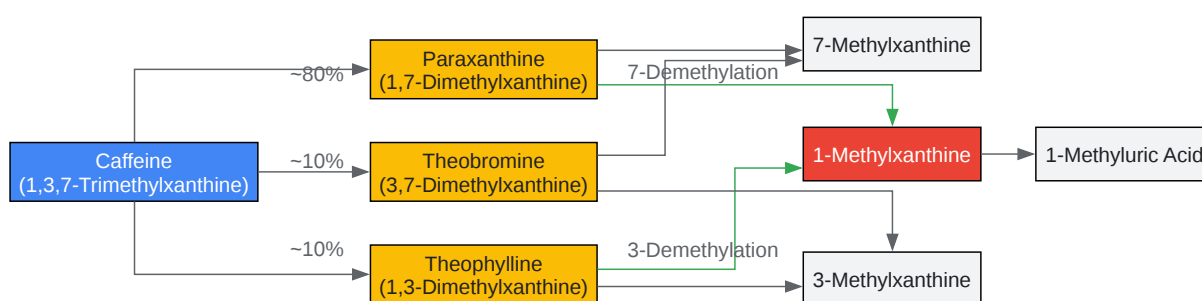 7-Methylxanthine
Paraxanthine
(1,7-Dimethylxanthine)
~80%
7-Demethylation
Caffeine
(1,3,7-Trimethylxanthine)
~10%
Theobromine
(3,7-Dimethylxanthine)
1-Methylxanthine
1-Methyluric Acid
~10%
Theophylline
(1,3-Dimethylxanthine)
3-Demethylation
3-Methylxanthine